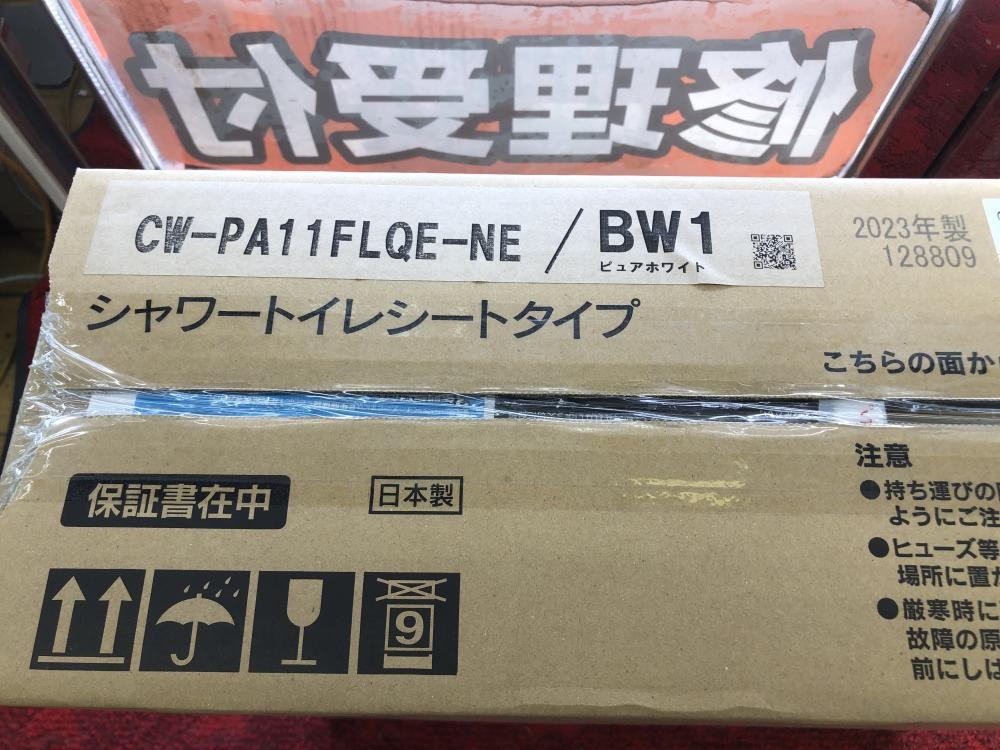 修理受付
CW-PA11FLQE-NE / BW1
ピュアホワイト
2023年製
128809
シャワートイレシートタイプ
こちらの面か
保証書在中
日本製
9
注意
●持ち運びの
ようにご注
●ヒューズ等
場所に置か
●厳寒時に
故障の原
前にしは